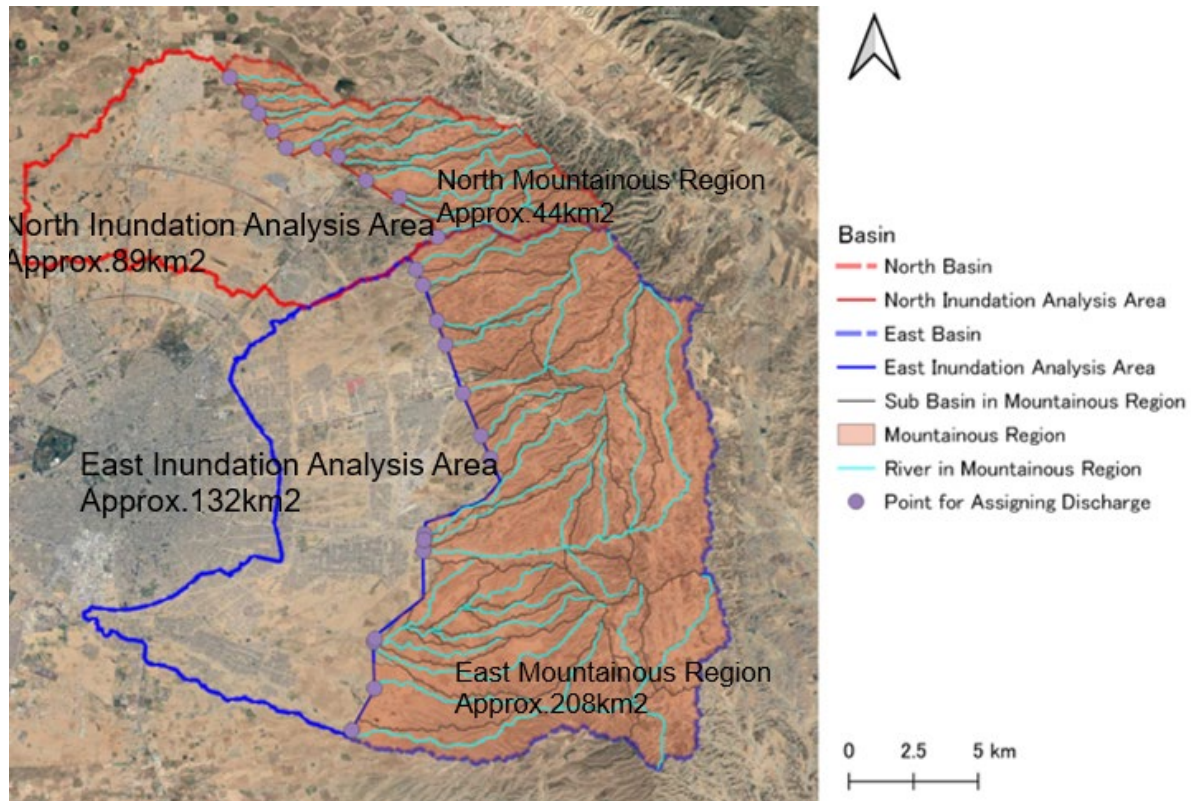 North Mountainous Region
Approx.44km2
North Inundation Analysis Area
Approx.89km2
East Inundation Analysis Area
Approx.132km2
East Mountainous Region
Approx.208km2
Basin
North Basin
North Inundation Analysis Area
East Basin
East Inundation Analysis Area
Sub Basin in Mountainous Region
Mountainous Region
River in Mountainous Region
Point for Assigning Discharge
0 2.5 5 km